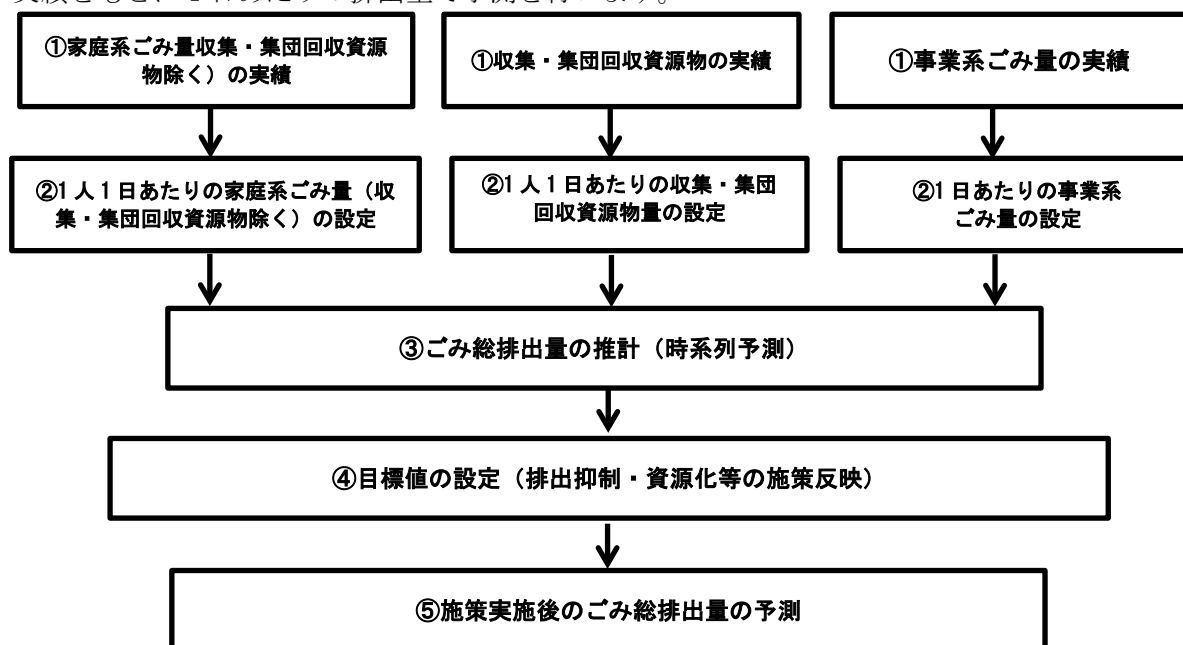 ①家庭系ごみ量収集・集団回収資源
物除く）の実績
①収集・集団回収資源物の実績
①事業系ごみ量の実績
②1人1日あたりの家庭系ごみ量（収
集・集団回収資源物除く）の設定
②1人1日あたりの収集・集団
回収資源物量の設定
②1日あたりの事業系
ごみ量の設定
③ごみ総排出量の推計（時系列予測）
④目標値の設定（排出抑制・資源化等の施策反映）
⑤施策実施後のごみ総排出量の予測